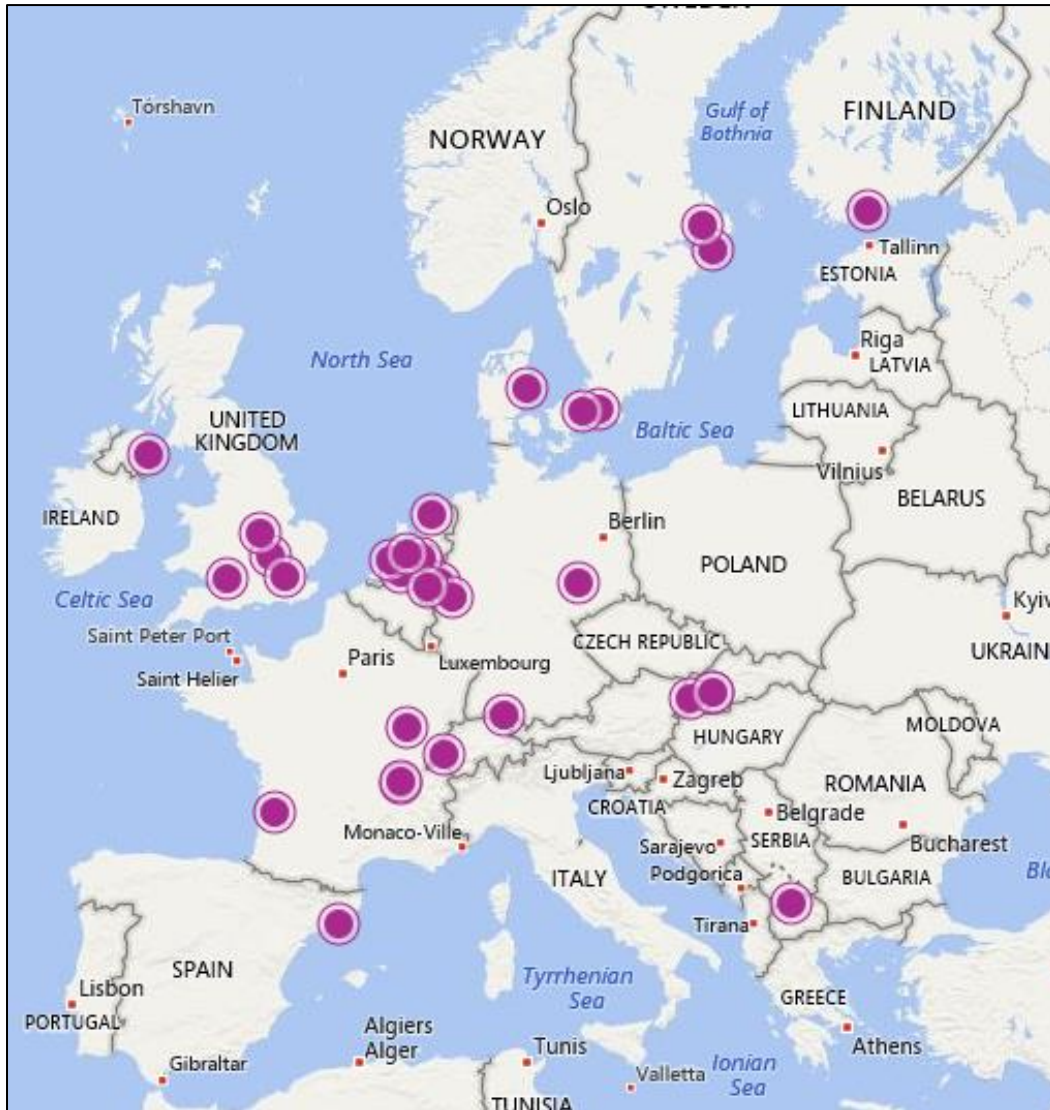 SWEDEN
Tórshavn
Gulf of
Bothnia
FINLAND
NORWAY
Oslo
Tallinn
ESTONIA
North Sea
Riga
LATVIA
UNITED
KINGDOM
Baltic Sea
LITHUANIA
Vilnius
BELARUS
IRELAND
Berlin
POLAND
Celtic Sea
Kyiv
Saint Peter Port
CZECH REPUBLIC
UKRAIN
Paris
Luxembourg
Saint Helier
MOLDOVA
HUNGARY
Ljubljana
Zagreb
ROMANIA
CROATIA
Belgrade
Monaco-Ville
Sarajevo
SERBIA
Bucharest
ITALY
Podgorica
BULGARIA
Bla
Tirana
SPAIN
Tyrrhenian
Sea
Lisbon
GREECE
PORTUGAL
Algiers
Alger
Tunis
Ionian
Sea
Athens
Gibraltar
Valletta
TUNISIA